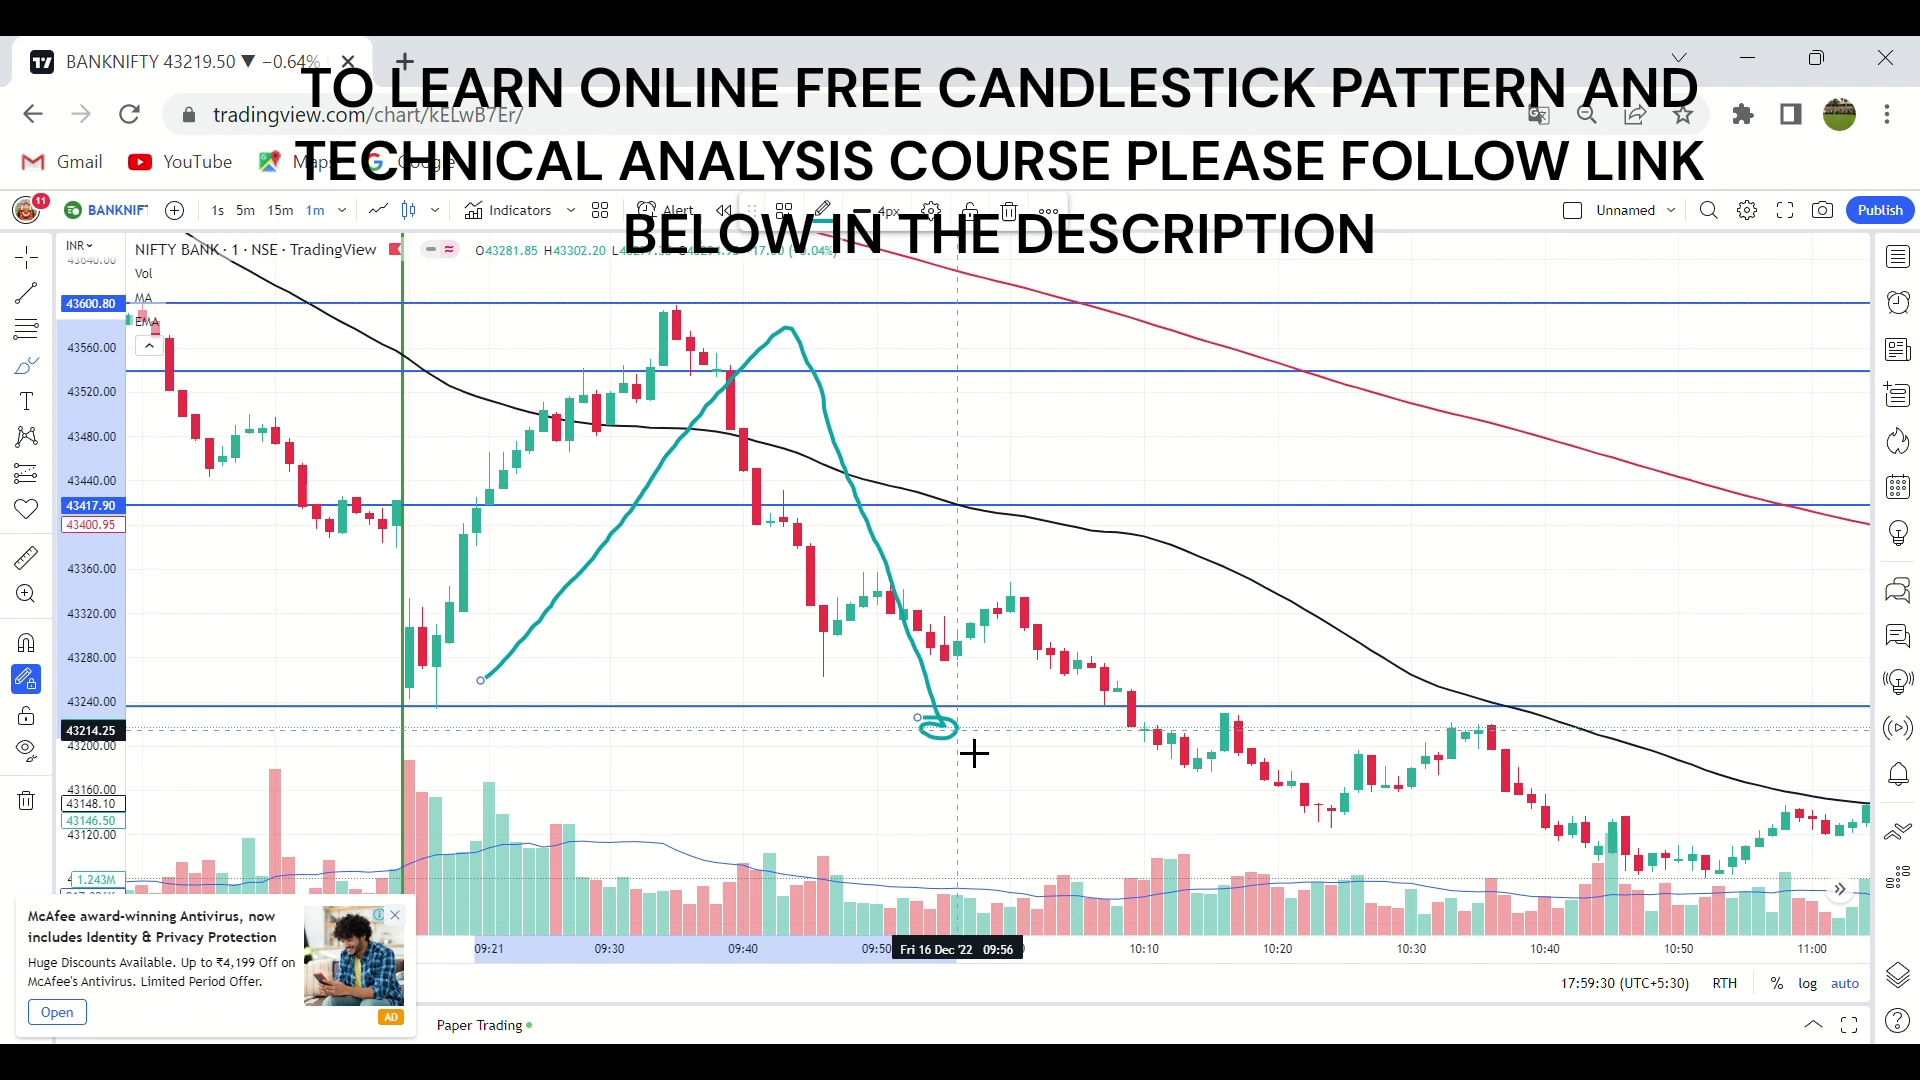 BANKNIFTY 43219.50 ▼ −0.64%
TO LEARN ONLINE FREE CANDLESTICK PATTERN AND
TECHNICAL ANALYSIS COURSE PLEASE FOLLOW LINK
BELOW IN THE DESCRIPTION
tradingview.com/chart/kELwB7Er/
Gmail YouTube Maps Google
11 BANKNIFT 1s 5m 15m 1m Indicators Alert 4px Unnamed Publish
INR NIFTY BANK · 1 · NSE · TradingView O43281.85 H43302.20
Vol
MA
EMA
43640.00
43600.80
43560.00
43520.00
43480.00
43440.00
43417.90
43400.95
43360.00
43320.00
43280.00
43240.00
43214.25
43200.00
43160.00
43148.10
43146.50
43120.00
1.243M
09:21 09:30 09:40 09:50 Fri 16 Dec '22 09:56 10:10 10:20 10:30 10:40 10:50 11:00
McAfee award-winning Antivirus, now
includes Identity & Privacy Protection
Huge Discounts Available. Up to ₹4,199 Off on
McAfee's Antivirus. Limited Period Offer.
Open
AD
17:59:30 (UTC+5:30) RTH % log auto
Paper Trading